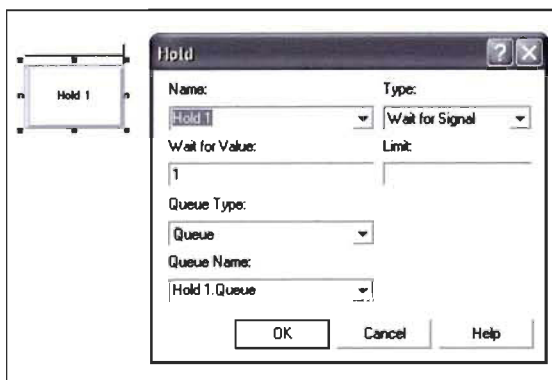 Hold 1
Hold
Name:
Type:
Hold 1
Wait for Signal
Wait for Value:
Limit:
1
Queue Type:
Queue
Queue Name:
Hold 1.Queue
OK
Cancel
Help